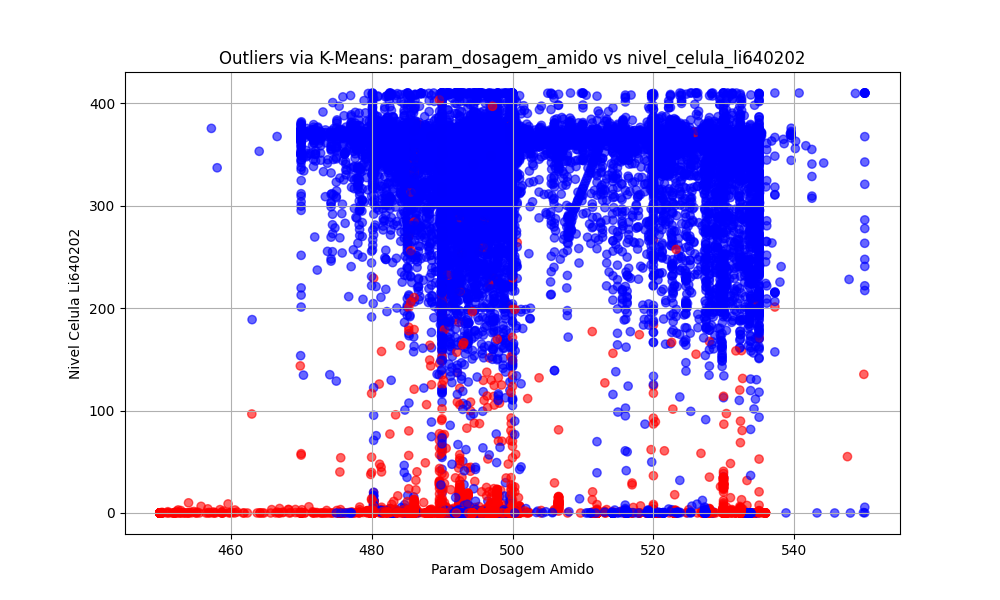 Outliers via K-Means: param_dosagem_amido vs nivel_celula_li640202
400
300
200
100
0
Nivel Celula Li640202
460 480 500 520 540
Param Dosagem Amido